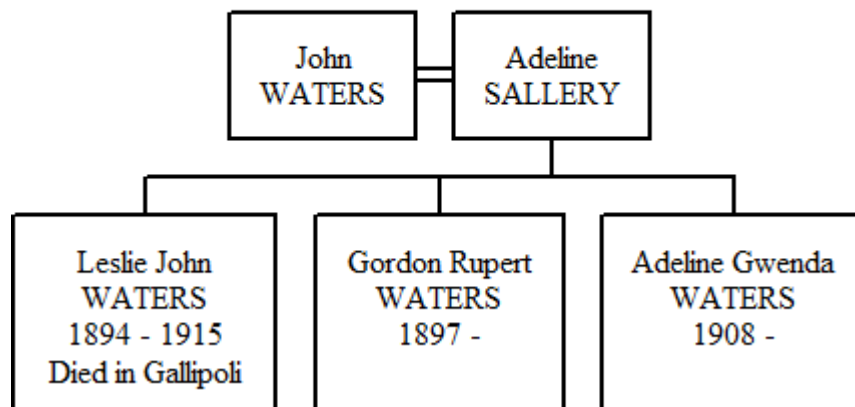 John
WATERS
Adeline
SALLERY
Leslie John
WATERS
1894 - 1915
Died in Gallipoli
Gordon Rupert
WATERS
1897 -
Adeline Gwenda
WATERS
1908 -